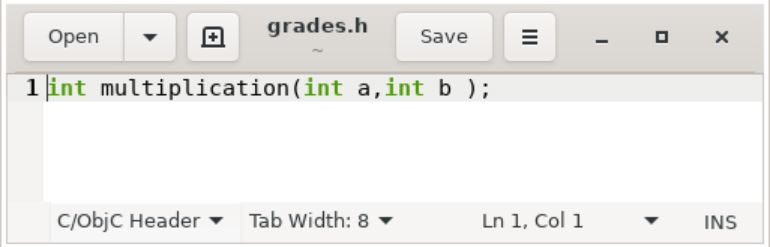 Open
grades.h
~
Save
1 int multiplication(int a,int b );
C/ObjC Header Tab Width: 8 Ln 1, Col 1 INS